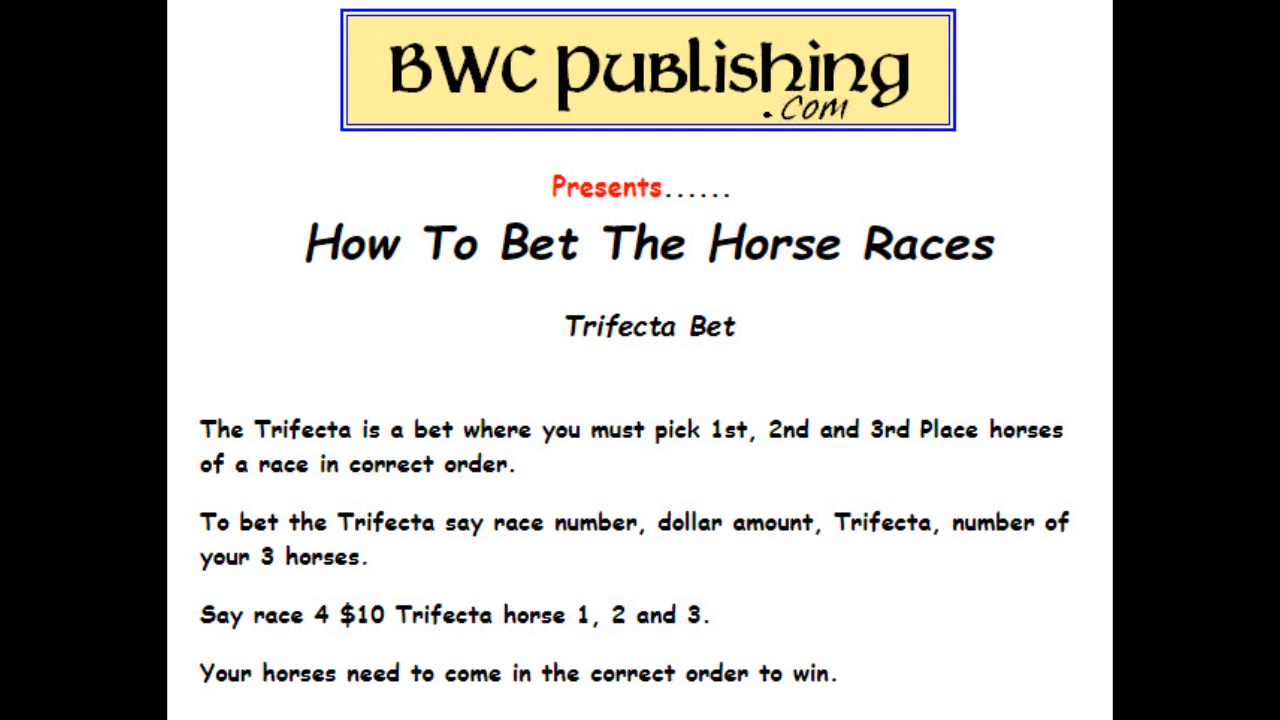 BWC Publishing
.com
Presents......
How To Bet The Horse Races
Trifecta Bet
The Trifecta is a bet where you must pick 1st, 2nd and 3rd Place horses
of a race in correct order.
To bet the Trifecta say race number, dollar amount, Trifecta, number of
your 3 horses.
Say race 4 $10 Trifecta horse 1, 2 and 3.
Your horses need to come in the correct order to win.